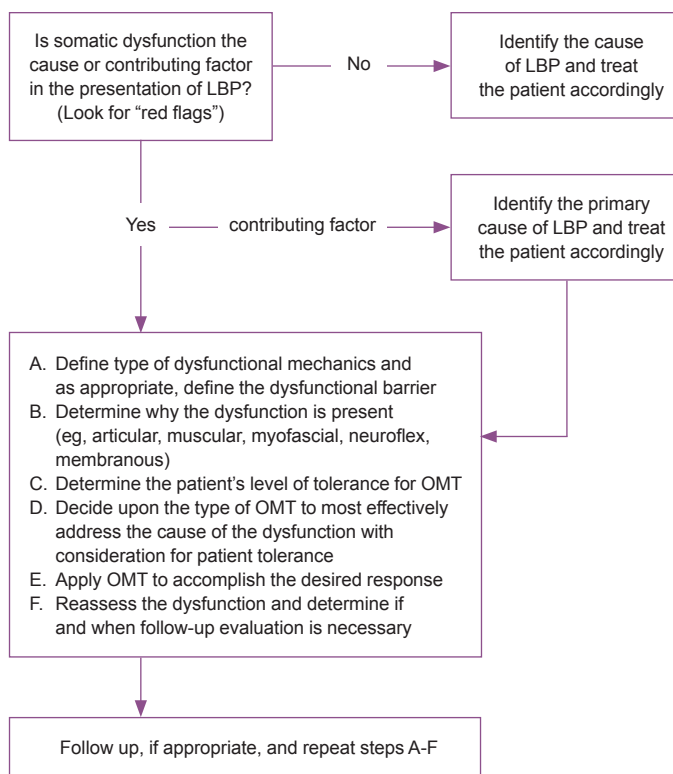 Is somatic dysfunction the
cause or contributing factor
in the presentation of LBP?
(Look for “red flags”)
No
Identify the cause
of LBP and treat
the patient accordingly
Yes
contributing factor
Identify the primary
cause of LBP and treat
the patient accordingly
A. Define type of dysfunctional mechanics and
as appropriate, define the dysfunctional barrier
B. Determine why the dysfunction is present
(eg, articular, muscular, myofascial, neuroflex,
membranous)
C. Determine the patient’s level of tolerance for OMT
D. Decide upon the type of OMT to most effectively
address the cause of the dysfunction with
consideration for patient tolerance
E. Apply OMT to accomplish the desired response
F. Reassess the dysfunction and determine if
and when follow-up evaluation is necessary
Follow up, if appropriate, and repeat steps A-F